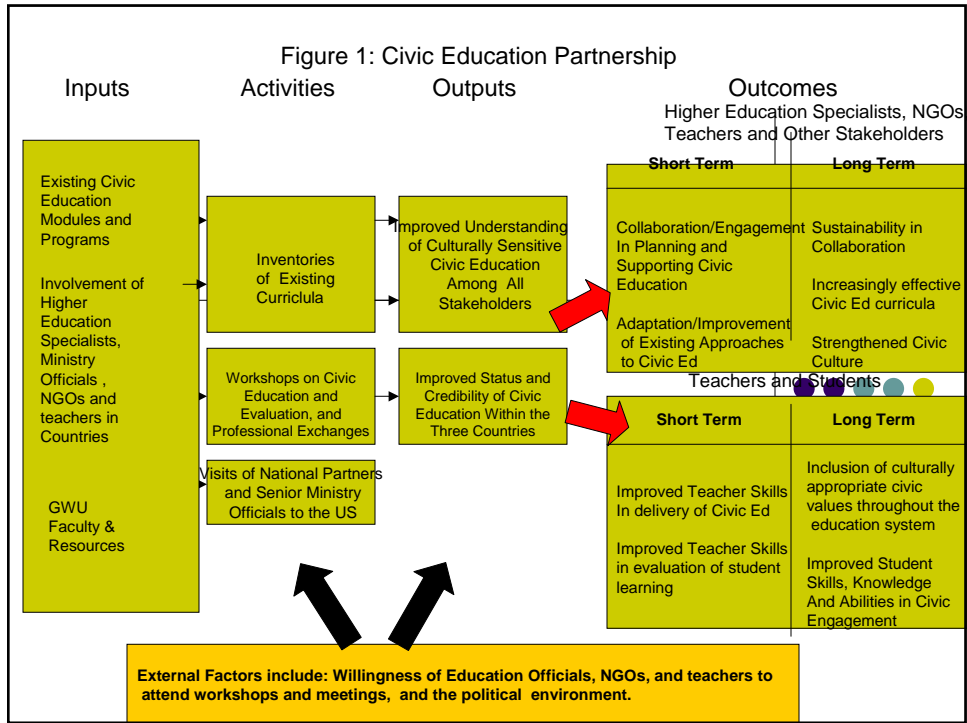 Figure 1: Civic Education Partnership
Inputs
Activities
Outputs
Outcomes
Existing Civic
Education
Modules and
Programs
Involvement of
Higher
Education
Specialists,
Ministry
Officials ,
NGOs and
teachers in
Countries
GWU
Faculty &
Resources
Inventories
of Existing
Curriclula
Workshops on Civic
Education and
Evaluation, and
Professional Exchanges
Visits of National Partners
and Senior Ministry
Officials to the US
Improved Understanding
of Culturally Sensitive
Civic Education
Among All
Stakeholders
Improved Status and
Credibility of Civic
Education Within the
Three Countries
Higher Education Specialists, NGOs,
Teachers and Other Stakeholders
Short Term
Collaboration/Engagement
In Planning and
Supporting Civic
Education
Adaptation/Improvement
of Existing Approaches
to Civic Ed
Long Term
Sustainability in
Collaboration
Increasingly effective
Civic Ed curricula
Strengthened Civic
Culture
Teachers and Students
Short Term
Improved Teacher Skills
In delivery of Civic Ed
Improved Teacher Skills
in evaluation of student
learning
Long Term
Inclusion of culturally
appropriate civic
values throughout the
education system
Improved Student
Skills, Knowledge
And Abilities in Civic
Engagement
External Factors include: Willingness of Education Officials, NGOs, and teachers to
attend workshops and meetings, and the political environment.